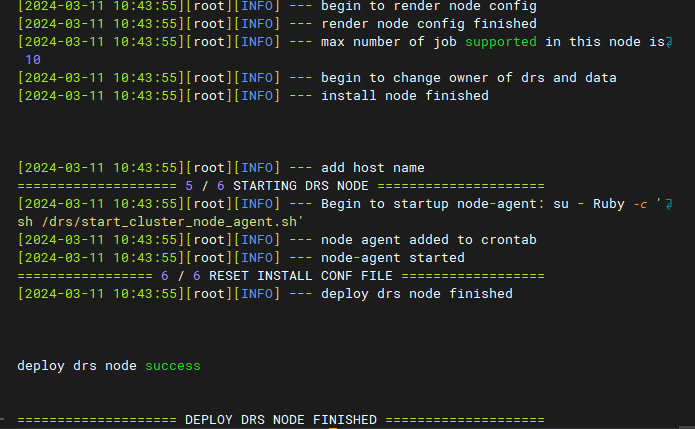 [2024-03-11 10:43:55][root][INFO] --- begin to render node config
[2024-03-11 10:43:55][root][INFO] --- render node config finished
[2024-03-11 10:43:55][root][INFO] --- max number of job supported in this node is
10
[2024-03-11 10:43:55][root][INFO] --- begin to change owner of drs and data
[2024-03-11 10:43:55][root][INFO] --- install node finished
[2024-03-11 10:43:55][root][INFO] --- add host name
==================== 5 / 6 STARTING DRS NODE =====================
[2024-03-11 10:43:55][root][INFO] --- Begin to startup node-agent: su - Ruby -c '
sh /drs/start_cluster_node_agent.sh'
[2024-03-11 10:43:55][root][INFO] --- node agent added to crontab
[2024-03-11 10:43:55][root][INFO] --- node-agent started
================= 6 / 6 RESET INSTALL CONF FILE ==================
[2024-03-11 10:43:55][root][INFO] --- deploy drs node finished
deploy drs node success
==================== DEPLOY DRS NODE FINISHED ====================